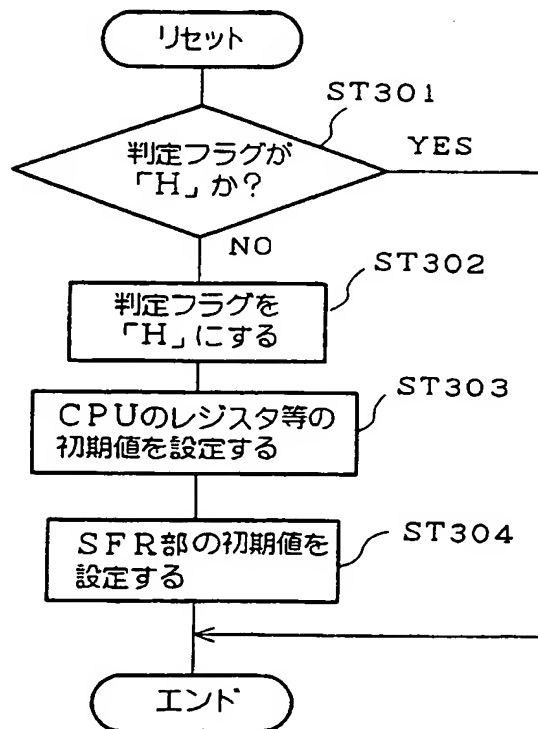 リセット
ST301
判定フラグが
「H」か?
YES
NO
ST302
判定フラグを
「H」にする
ST303
CPUのレジスタ等の
初期値を設定する
ST304
SFR部の初期値を
設定する
エンド